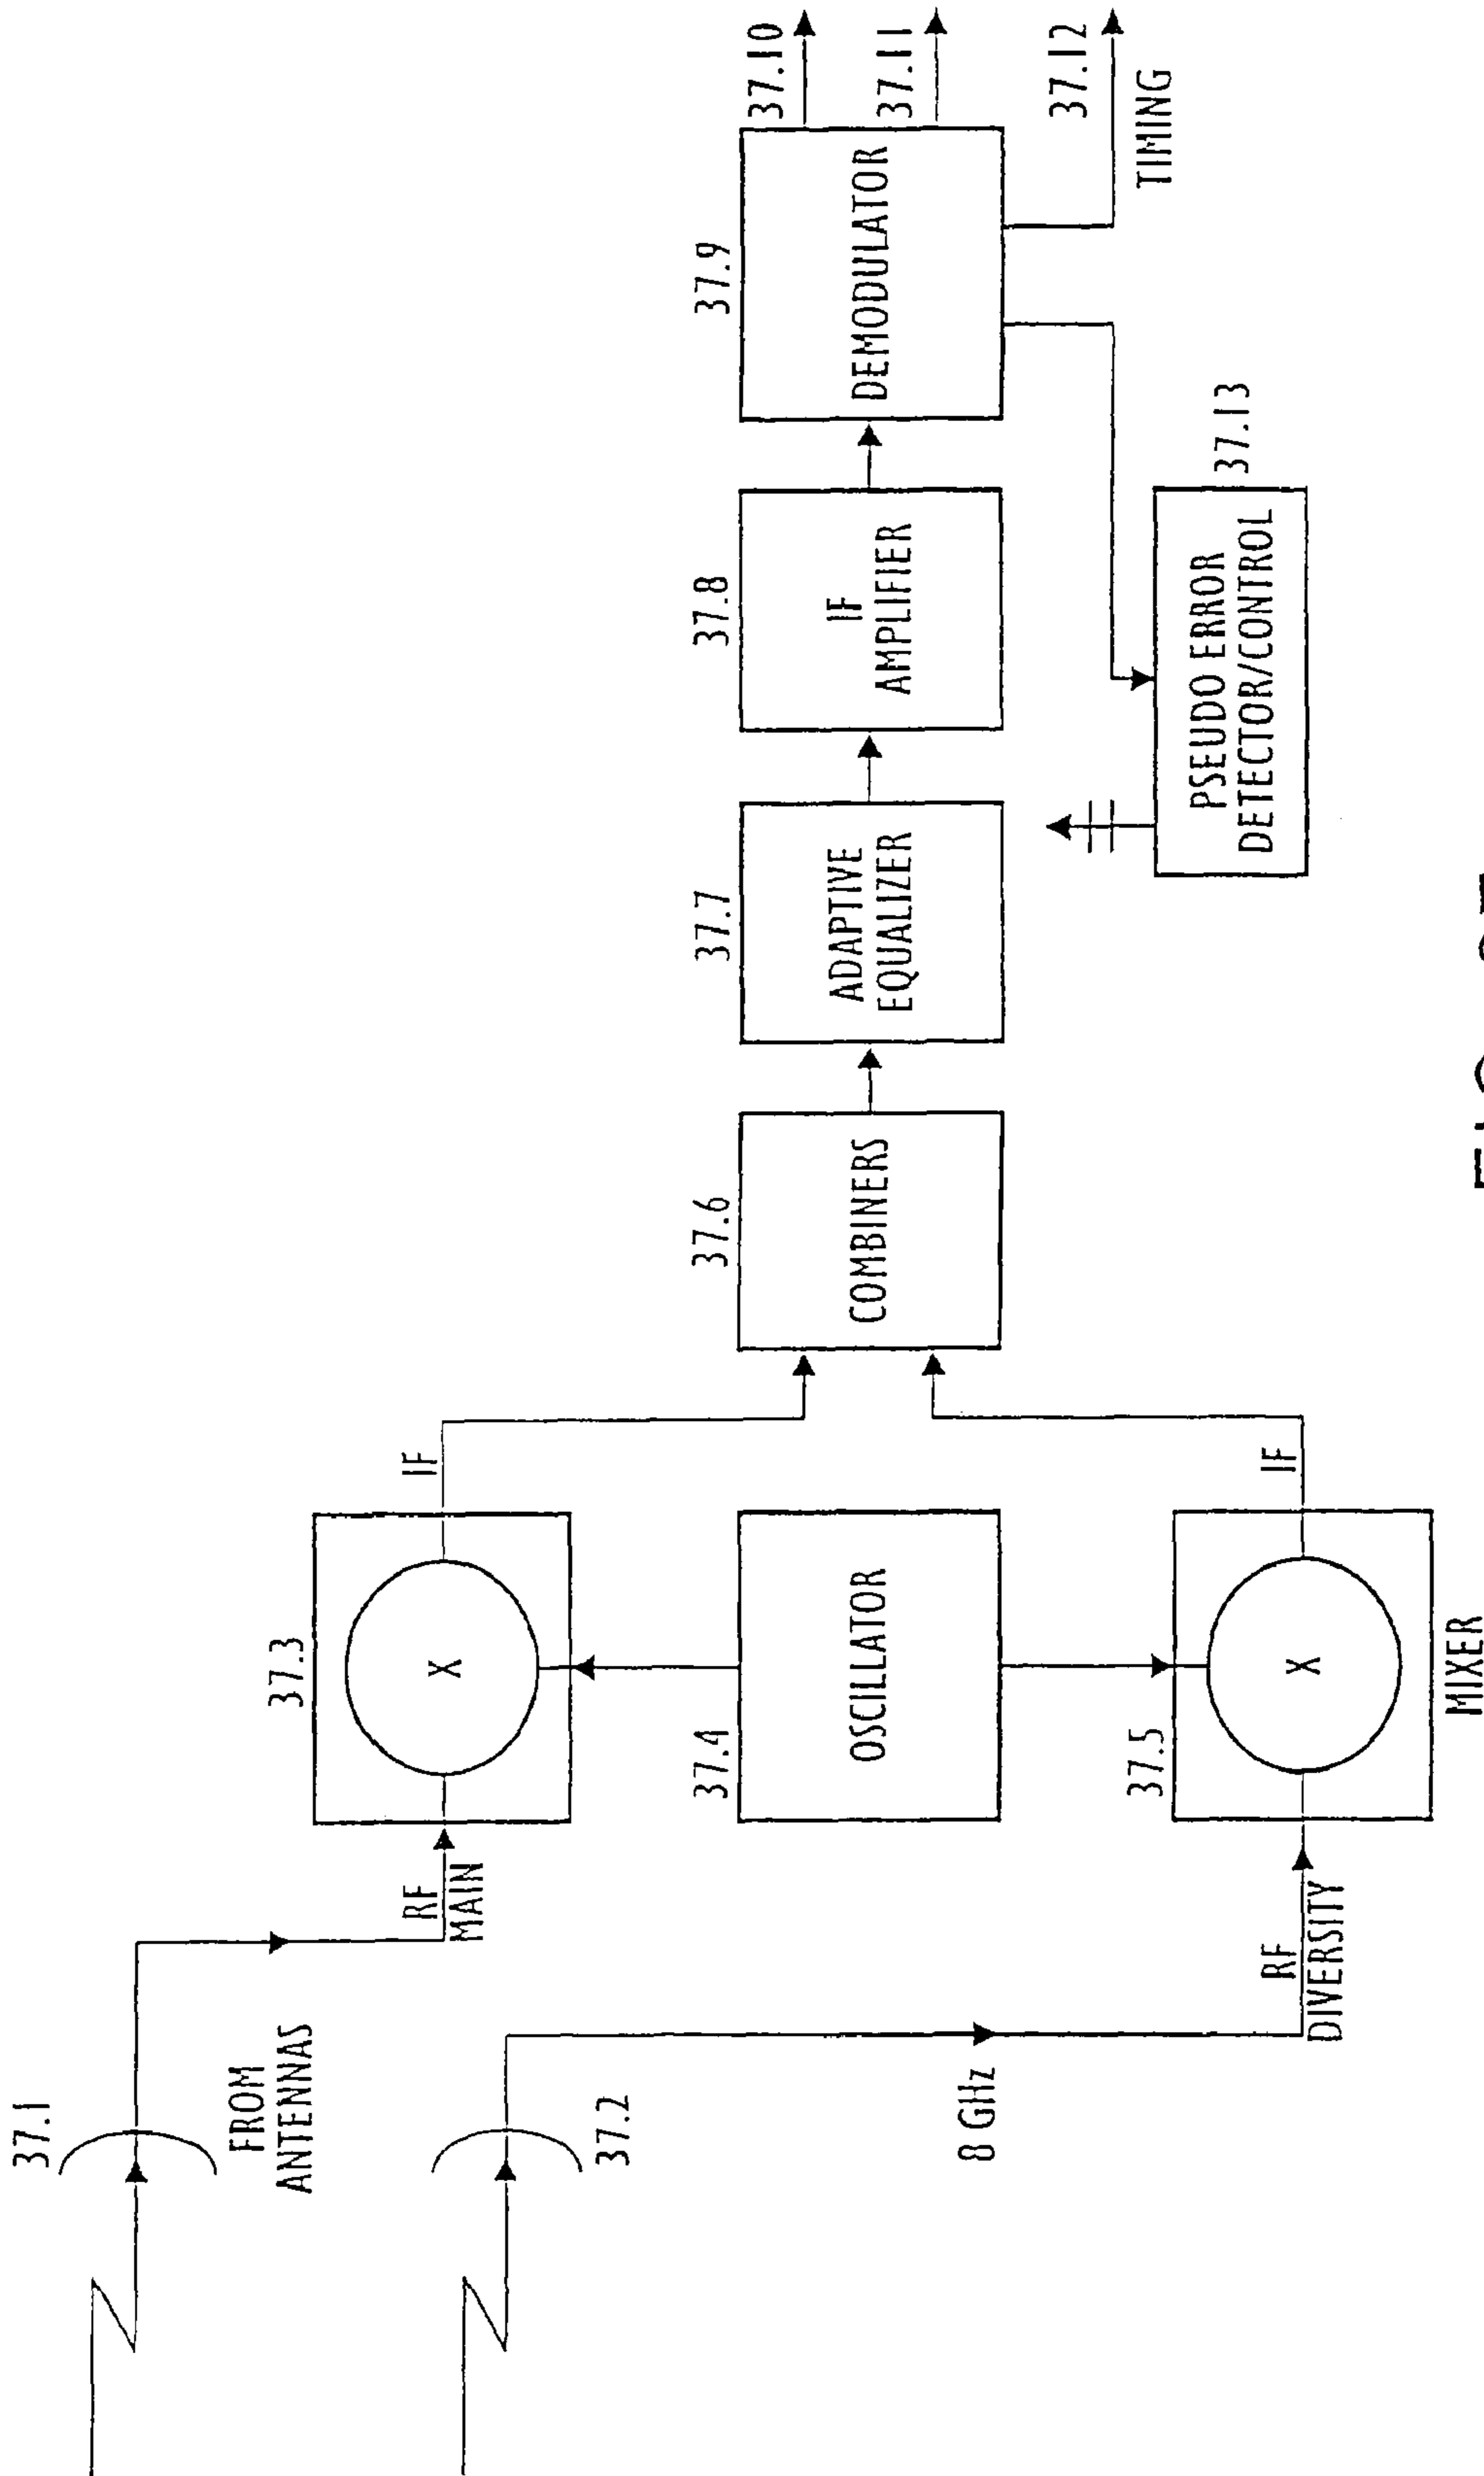 37.1
FROM
ANTENNAS
37.2
8 GHz
RF
MAIN
RF
DIVERSITY
37.3
X
IF
37.4
OSCILLATOR
37.5
X
IF
MIXER
37.6
COMBINERS
37.7
ADAPTIVE
EQUALIZER
37.8
IF
AMPLIFIER
37.9
DEMODULATOR
37.10
37.11
37.12
TIMING
37.13
PSEUDO ERROR
DETECTOR/CONTROL